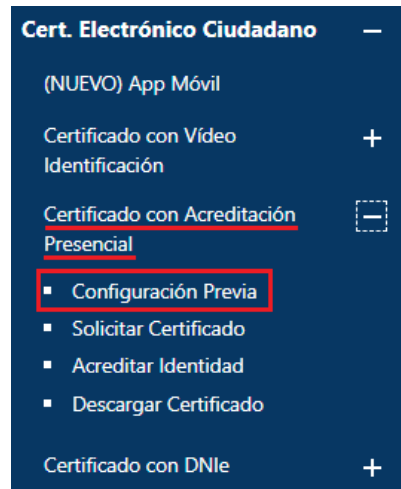 Cert. Electrónico Ciudadano
(NUEVO) App Móvil
Certificado con Vídeo
Identificación
Certificado con Acreditación
Presencial
Configuración Previa
Solicitar Certificado
Acreditar Identidad
Descargar Certificado
Certificado con DNIe